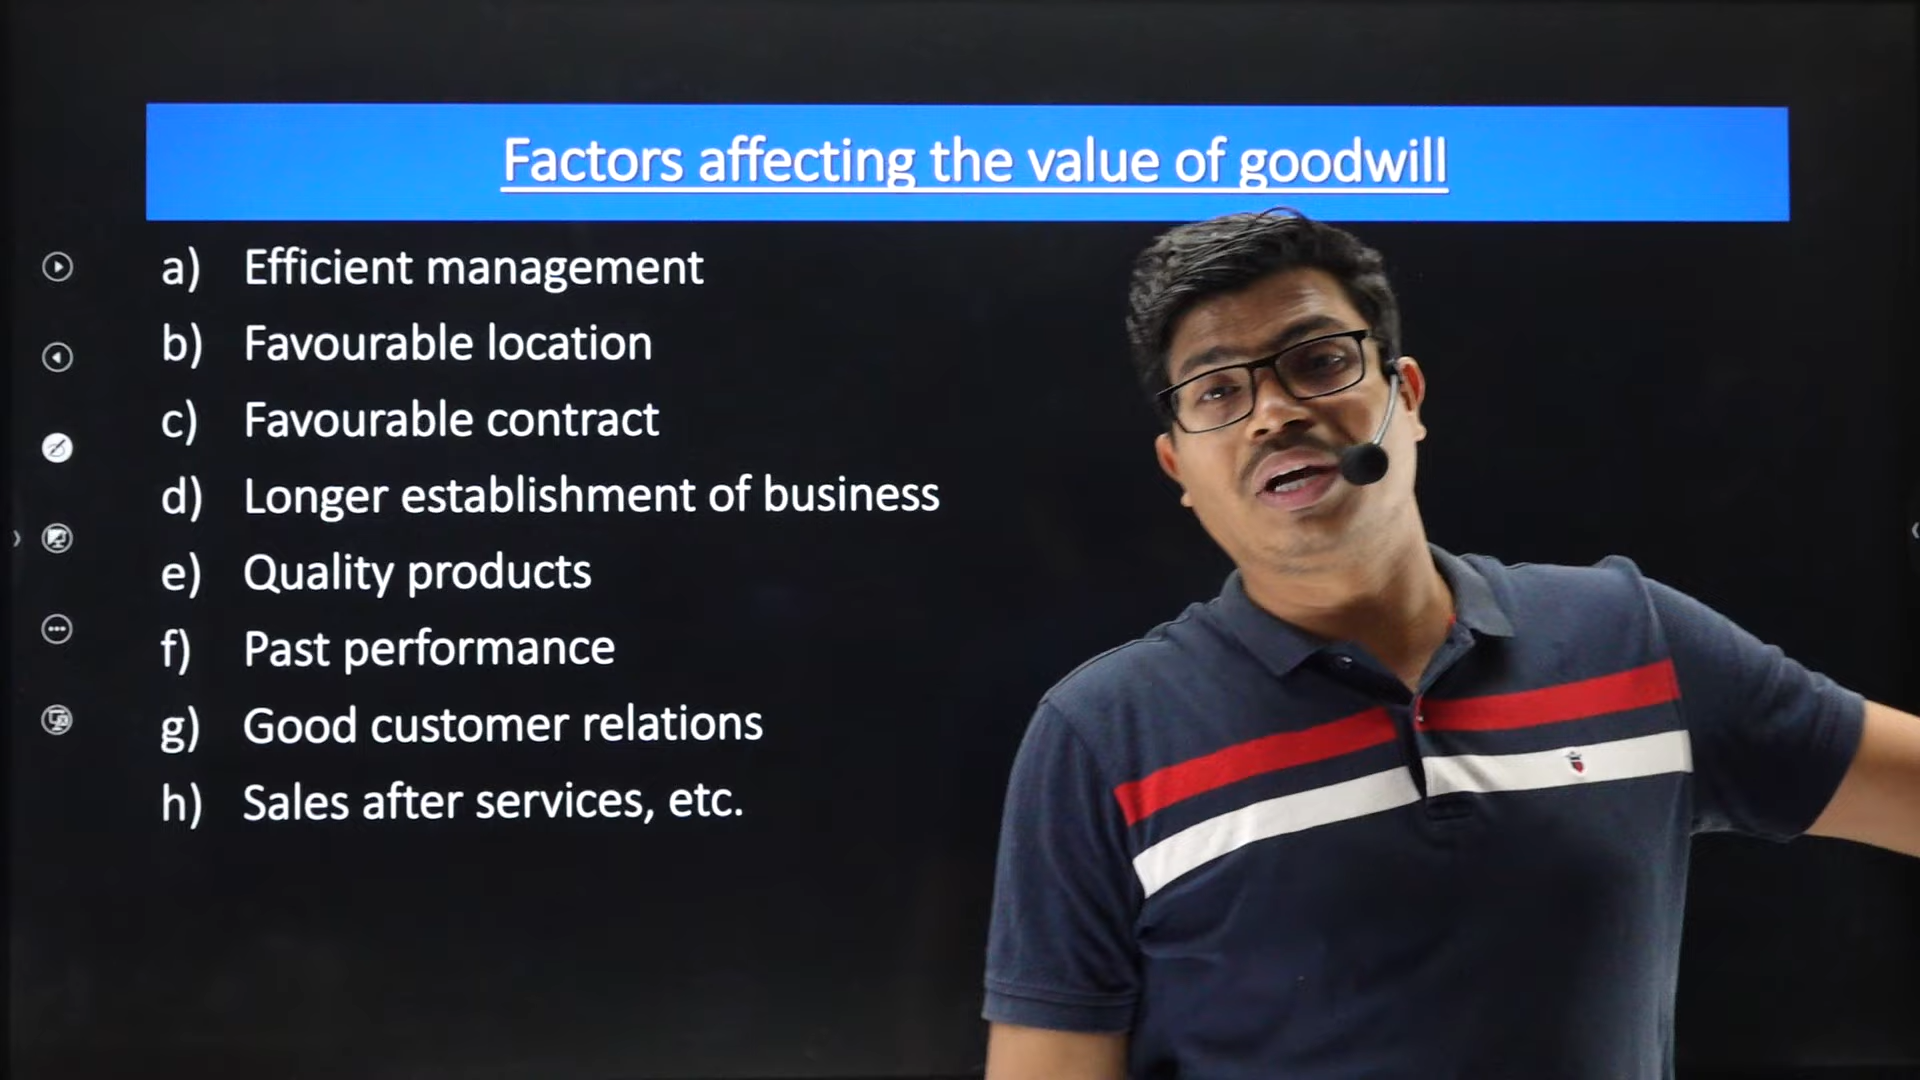 Factors affecting the value of goodwill
a) Efficient management
b) Favourable location
c) Favourable contract
d) Longer establishment of business
e) Quality products
f) Past performance
g) Good customer relations
h) Sales after services, etc.